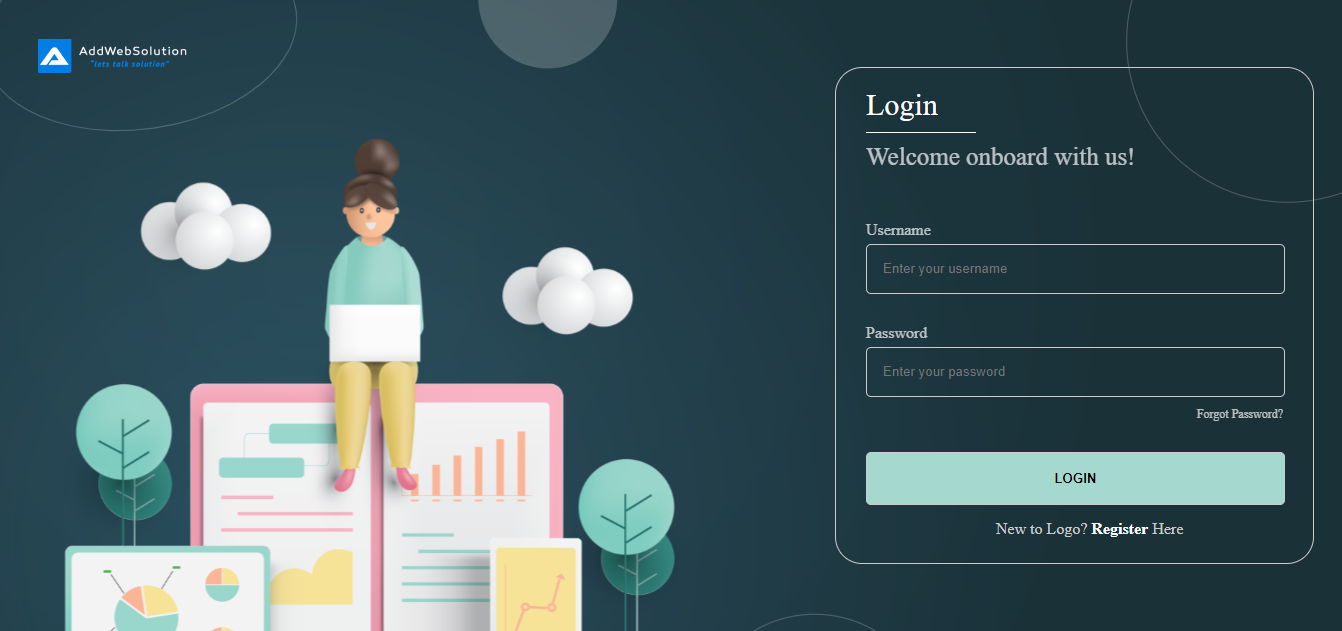 AddWebSolution
"lets talk solution"
Login
Welcome onboard with us!
Username
Enter your username
Password
Enter your password
Forgot Password?
LOGIN
New to Logo? Register Here